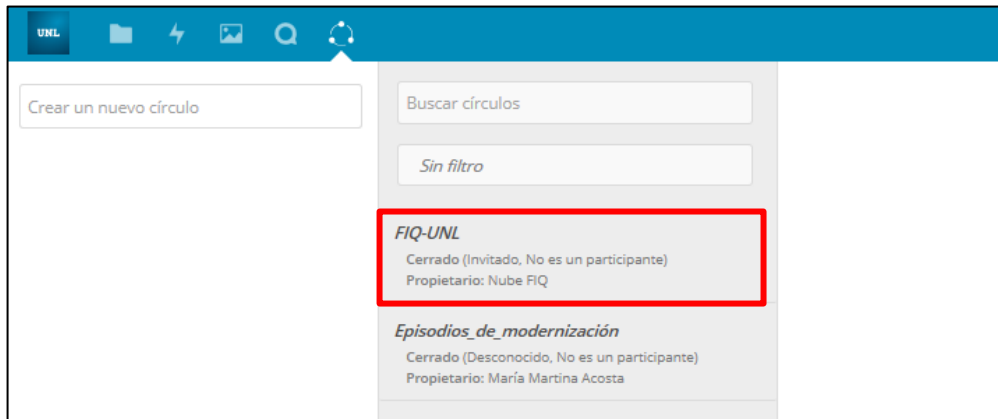 UNL
Crear un nuevo círculo
Buscar círculos
Sin filtro
FIQ-UNL
Cerrado (Invitado, No es un participante)
Propietario: Nube FIQ
Episodios_de_modernización
Cerrado (Desconocido, No es un participante)
Propietario: María Martina Acosta